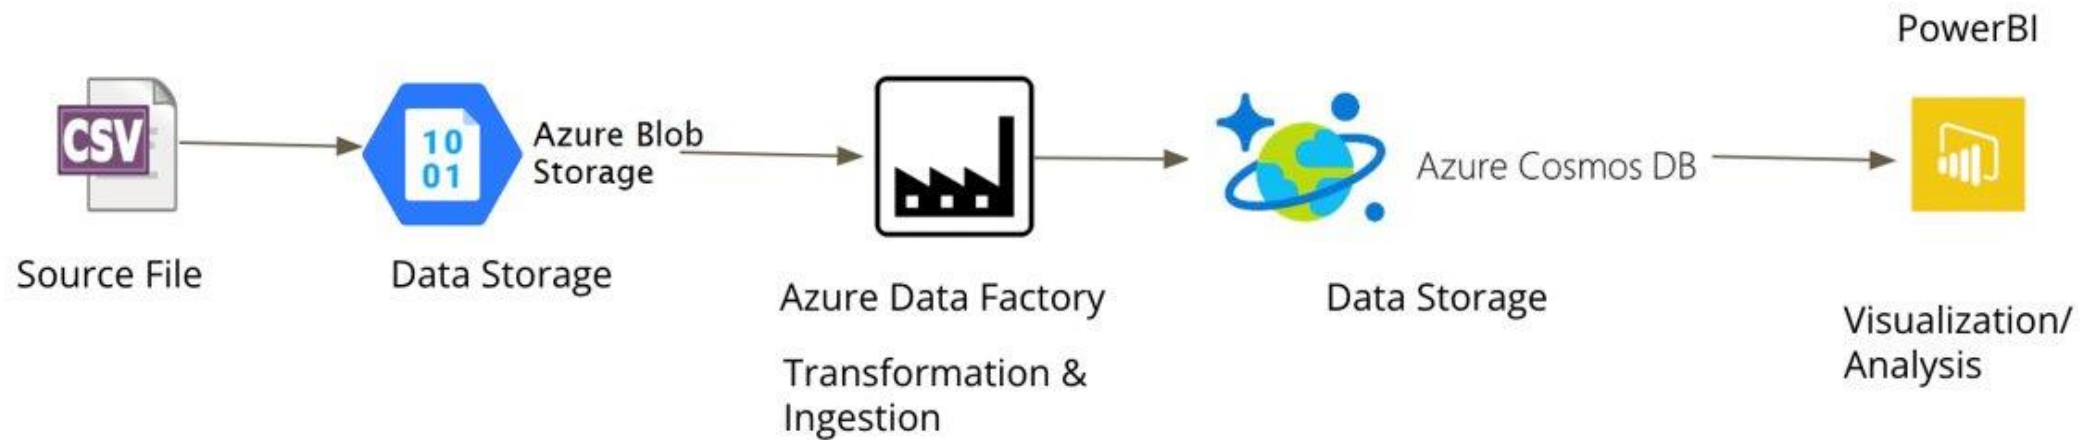 PowerBI
CSV
10
01
Azure Blob
Storage
Azure Cosmos DB
Source File
Data Storage
Azure Data Factory
Data Storage
Visualization/
Analysis
Transformation &
Ingestion